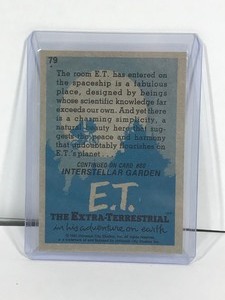 79
The room E.T. has entered on
the spaceship is a fabulous
place, designed by beings
whose scientific knowledge far
exceeds our own. And yet there
is a charming simplicity, a
natural beauty here that sug-
gests the peace and harmony
that undoubtably flourishes on
E.T.'s planet
CONTINUES ON CARD #80
INTERSTELLAR GARDEN
E.T.
THE EXTRA-TERRESTRIAL
in his adventure on earth